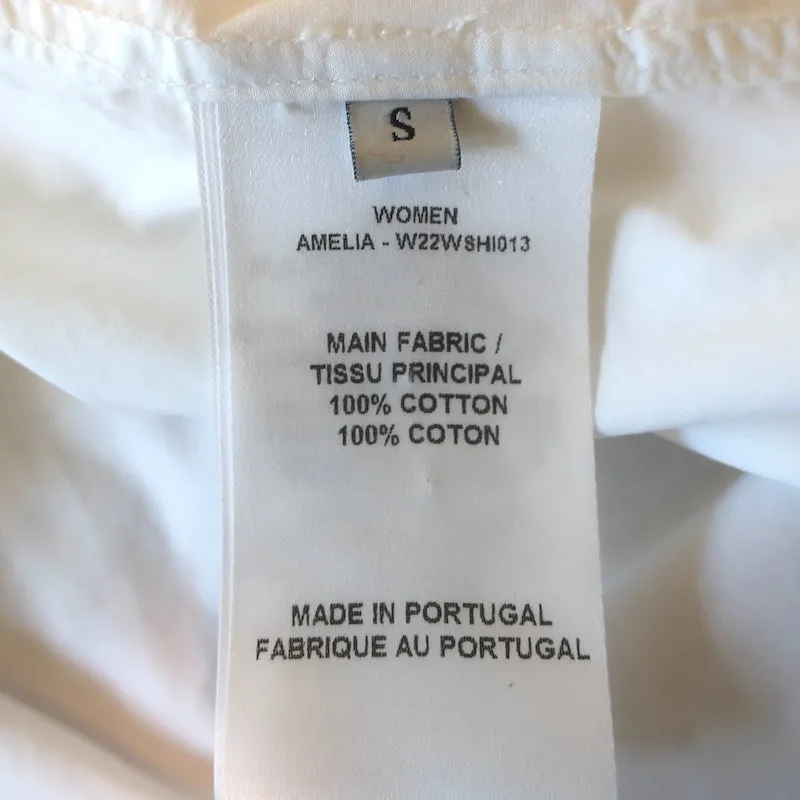 S
WOMEN
AMELIA - W22WSHI013
MAIN FABRIC /
TISSU PRINCIPAL
100% COTTON
100% COTON
MADE IN PORTUGAL
FABRIQUE AU PORTUGAL